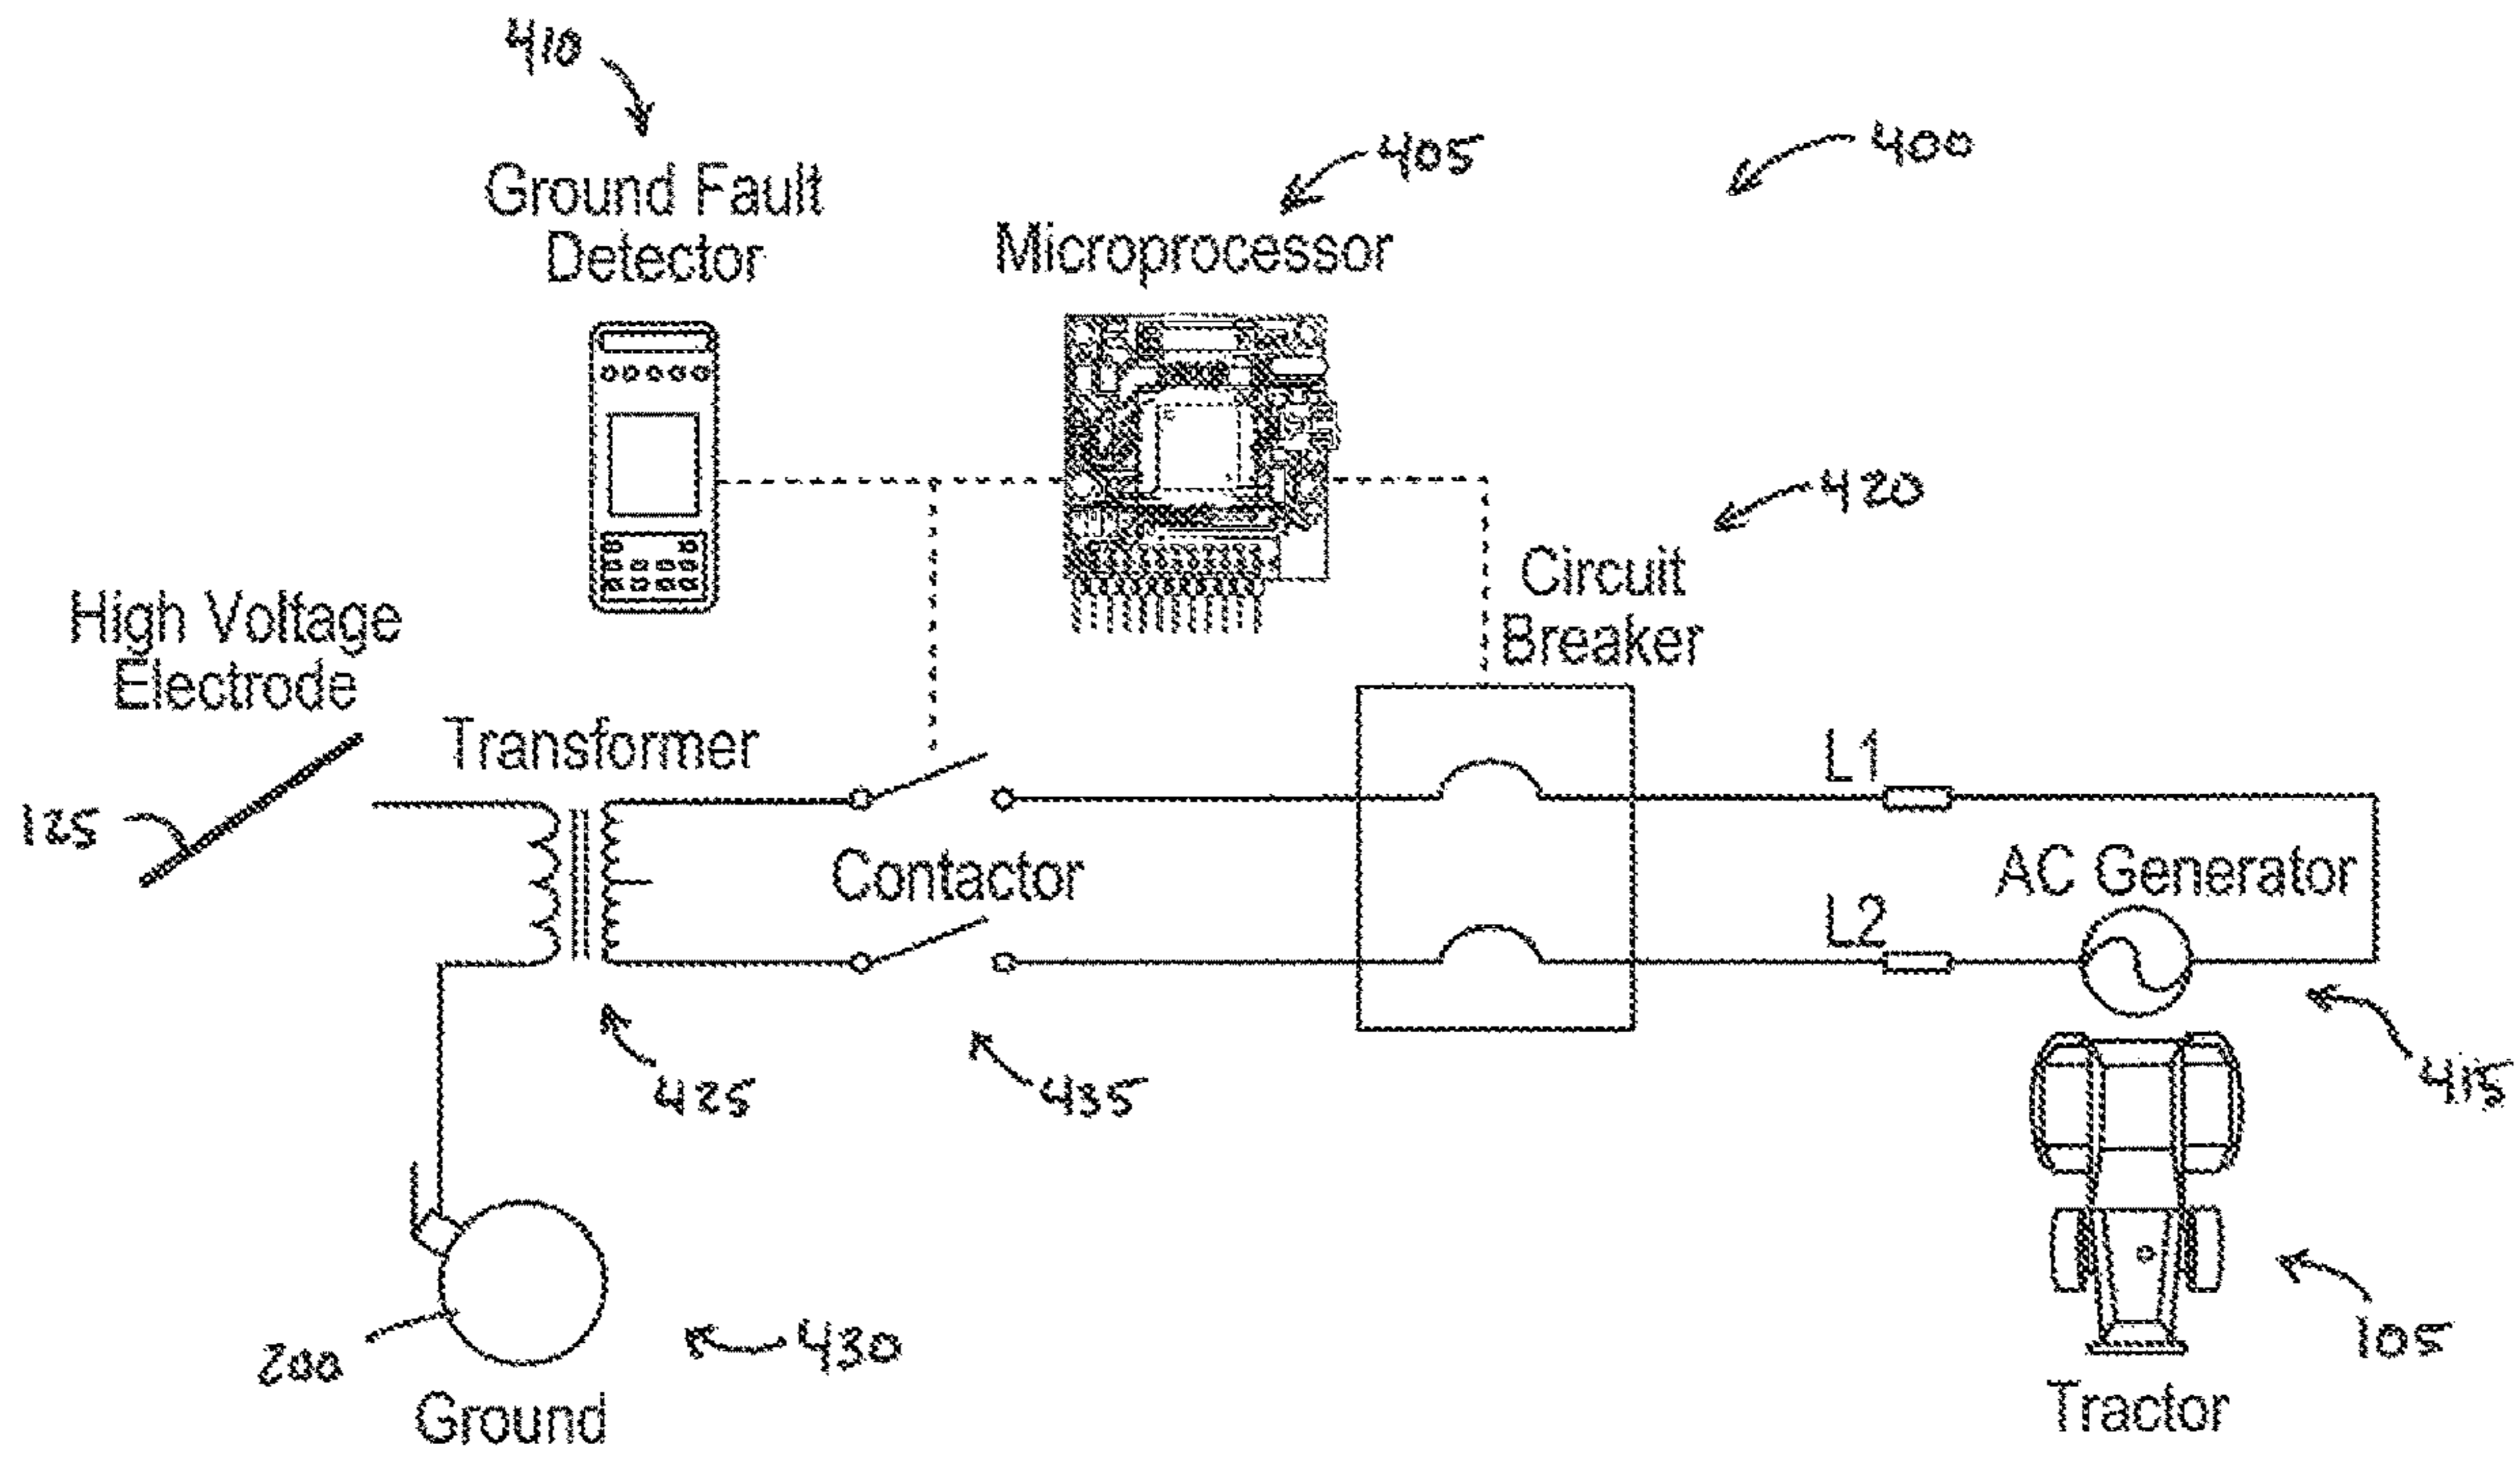 410
Ground Fault
Detector
405
Microprocessor
400
420
Circuit
Breaker
High Voltage
Electrode
125
Transformer
Contactor
L1
L2
AC Generator
425
435
415
200
430
Ground
105
Tractor